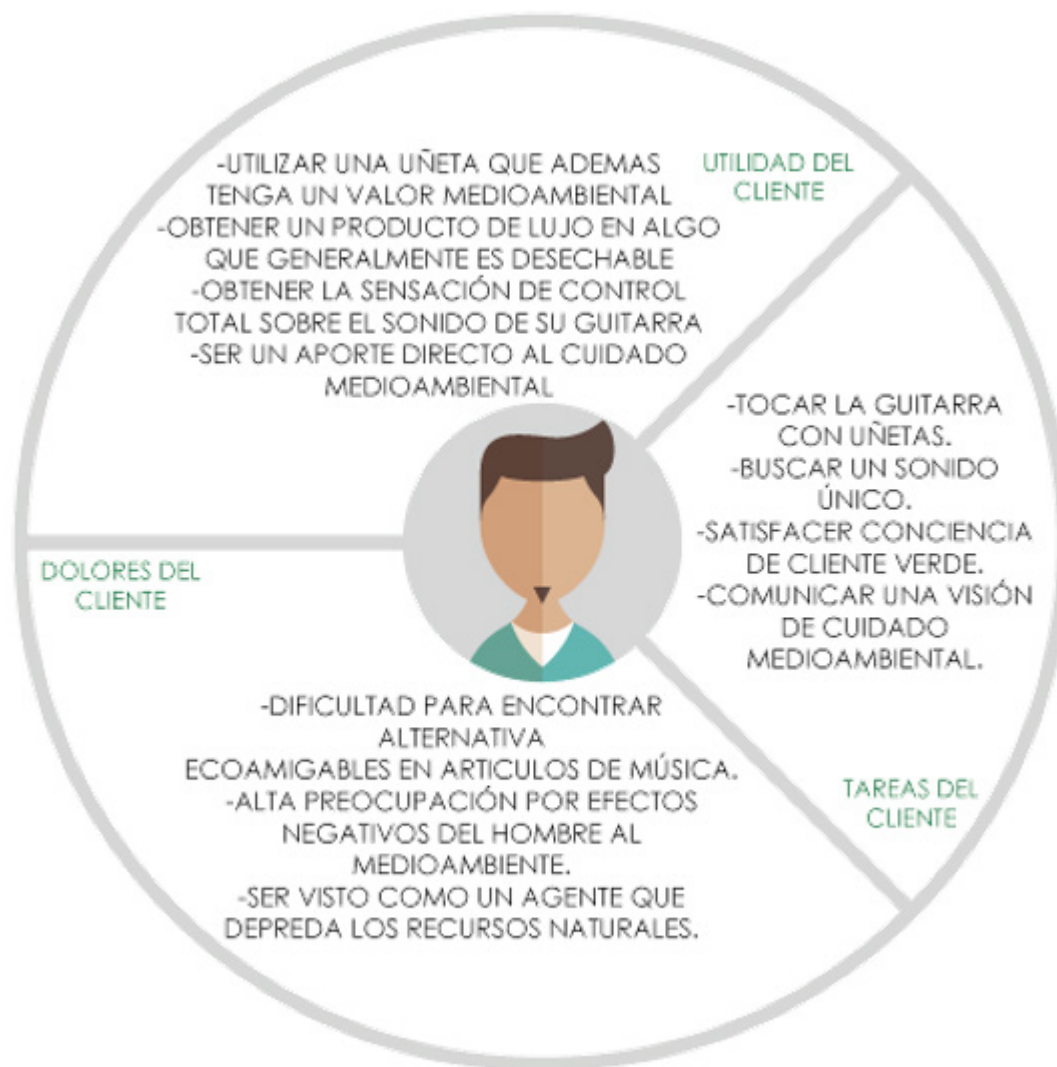 -UTILIZAR UNA UÑETA QUE ADEMAS
TENGA UN VALOR MEDIOAMBIENTAL
-OBTENER UN PRODUCTO DE LUJO EN ALGO
QUE GENERALMENTE ES DESECHABLE
-OBTENER LA SENSACIÓN DE CONTROL
TOTAL SOBRE EL SONIDO DE SU GUITARRA
-SER UN APORTE DIRECTO AL CUIDADO
MEDIOAMBIENTAL
UTILIDAD DEL
CLIENTE
-TOCAR LA GUITARRA
CON UÑETAS.
-BUSCAR UN SONIDO
ÚNICO.
-SATISFACER CONCIENCIA
DE CLIENTE VERDE.
-COMUNICAR UNA VISIÓN
DE CUIDADO
MEDIOAMBIENTAL.
TAREAS DEL
CLIENTE
DOLORES DEL
CLIENTE
-DIFICULTAD PARA ENCONTRAR
ALTERNATIVA
ECOAMIGABLES EN ARTICULOS DE MÚSICA.
-ALTA PREOCUPACIÓN POR EFECTOS
NEGATIVOS DEL HOMBRE AL
MEDIOAMBIENTE.
-SER VISTO COMO UN AGENTE QUE
DEPREDA LOS RECURSOS NATURALES.